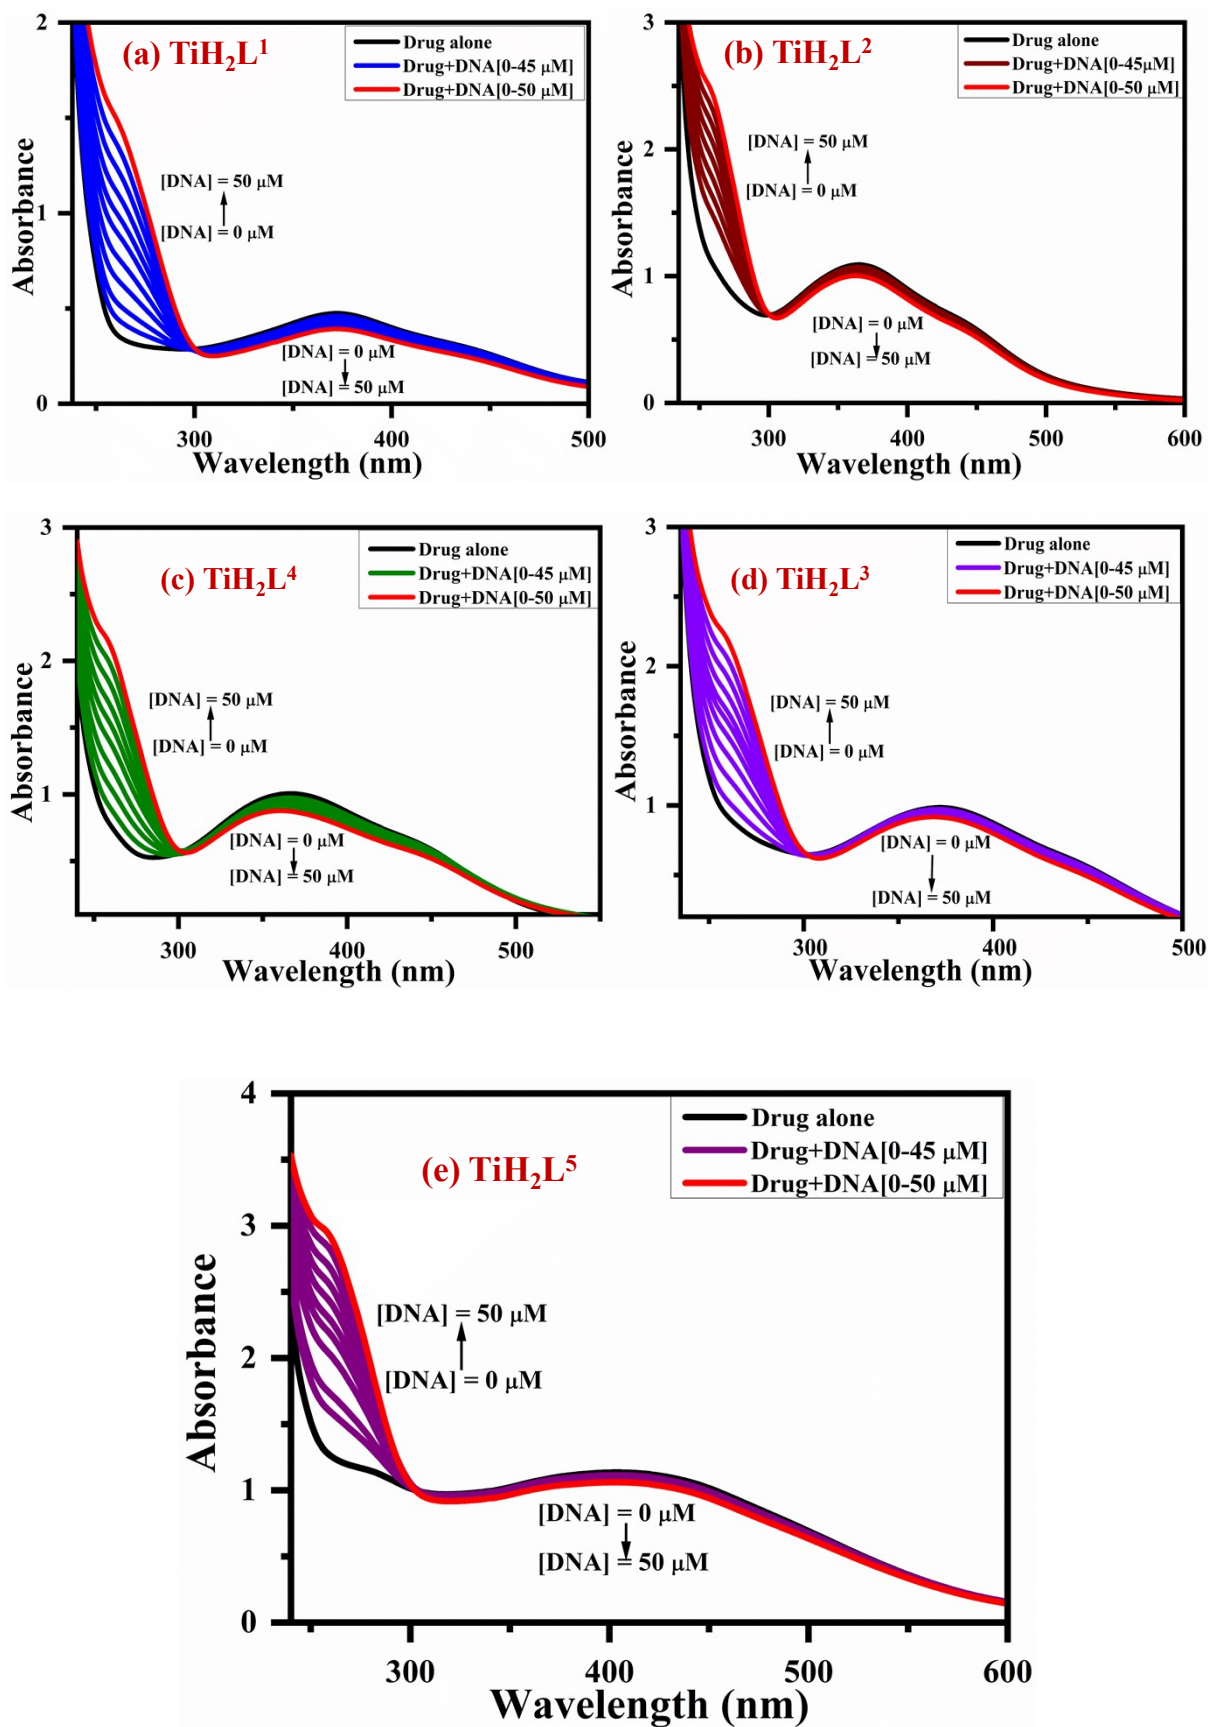 (a) TiH₂L¹
Drug alone
Drug+DNA[0-45 μM]
Drug+DNA[0-50 μM]
[DNA] = 50 μM
[DNA] = 0 μM
[DNA] = 0 μM
[DNA] = 50 μM
2
1
0
300
400
500
Absorbance
Wavelength (nm)
(b) TiH₂L²
Drug alone
Drug+DNA[0-45μM]
Drug+DNA[0-50 μM]
[DNA] = 50 μM
[DNA] = 0 μM
[DNA] = 0 μM
[DNA] = 50 μM
3
2
1
0
300
400
500
600
Absorbance
Wavelength (nm)
(c) TiH₂L⁴
Drug alone
Drug+DNA[0-45 μM]
Drug+DNA[0-50 μM]
[DNA] = 50 μM
[DNA] = 0 μM
[DNA] = 0 μM
[DNA] = 50 μM
3
2
1
300
400
500
Absorbance
Wavelength (nm)
(d) TiH₂L³
Drug alone
Drug+DNA[0-45 μM]
Drug+DNA[0-50 μM]
[DNA] = 50 μM
[DNA] = 0 μM
[DNA] = 0 μM
[DNA] = 50 μM
3
2
1
300
400
500
Absorbance
Wavelength (nm)
(e) TiH₂L⁵
Drug alone
Drug+DNA[0-45 μM]
Drug+DNA[0-50 μM]
[DNA] = 50 μM
[DNA] = 0 μM
[DNA] = 0 μM
[DNA] = 50 μM
4
3
2
1
0
300
400
500
600
Absorbance
Wavelength (nm)